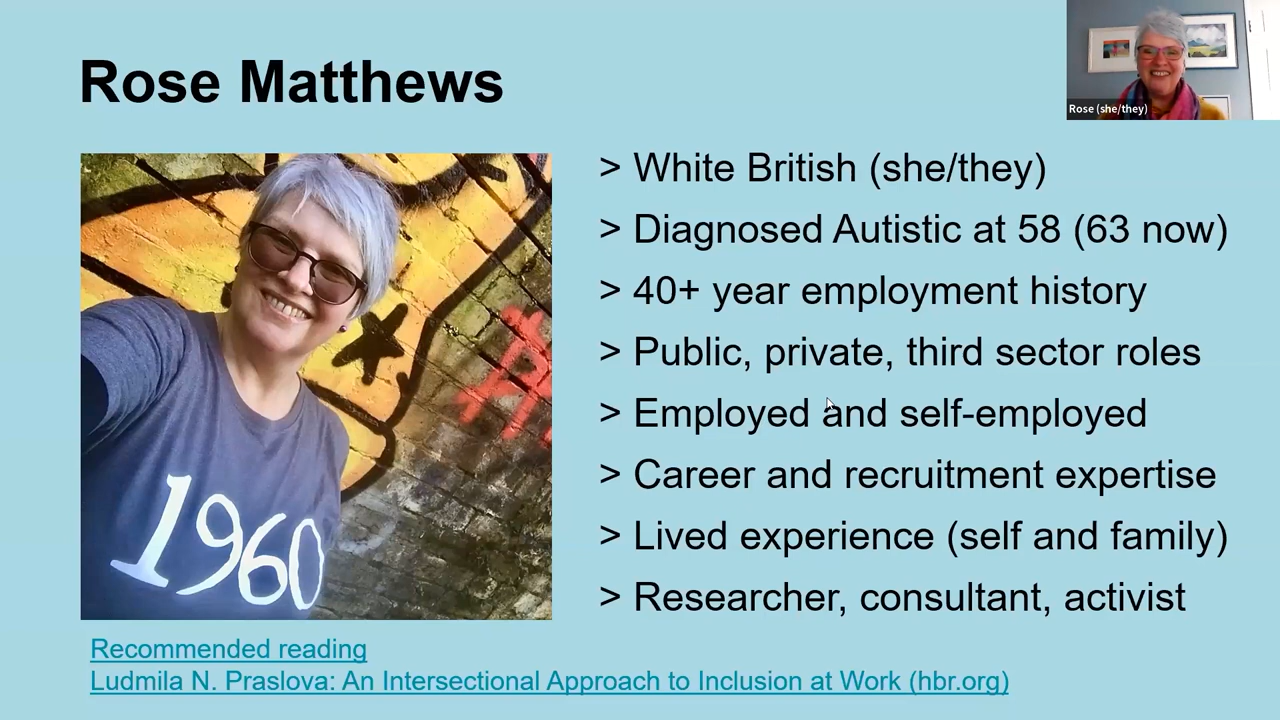 Rose Matthews
Rose (she/they)
> White British (she/they)
> Diagnosed Autistic at 58 (63 now)
> 40+ year employment history
> Public, private, third sector roles
> Employed and self-employed
> Career and recruitment expertise
> Lived experience (self and family)
> Researcher, consultant, activist
1960
Recommended reading
Ludmila N. Praslova: An Intersectional Approach to Inclusion at Work (hbr.org)